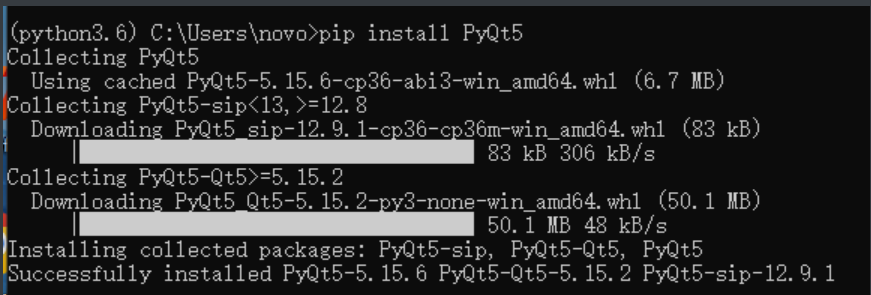 (python3.6) C:\Users\novo>pip install PyQt5
Collecting PyQt5
  Using cached PyQt5-5.15.6-cp36-abi3-win_amd64.whl (6.7 MB)
Collecting PyQt5-sip<13,>=12.8
  Downloading PyQt5_sip-12.9.1-cp36-cp36m-win_amd64.whl (83 kB)
     |████████████████████████████████| 83 kB 306 kB/s
Collecting PyQt5-Qt5>=5.15.2
  Downloading PyQt5_Qt5-5.15.2-py3-none-win_amd64.whl (50.1 MB)
     |████████████████████████████████| 50.1 MB 48 kB/s
Installing collected packages: PyQt5-sip, PyQt5-Qt5, PyQt5
Successfully installed PyQt5-5.15.6 PyQt5-Qt5-5.15.2 PyQt5-sip-12.9.1